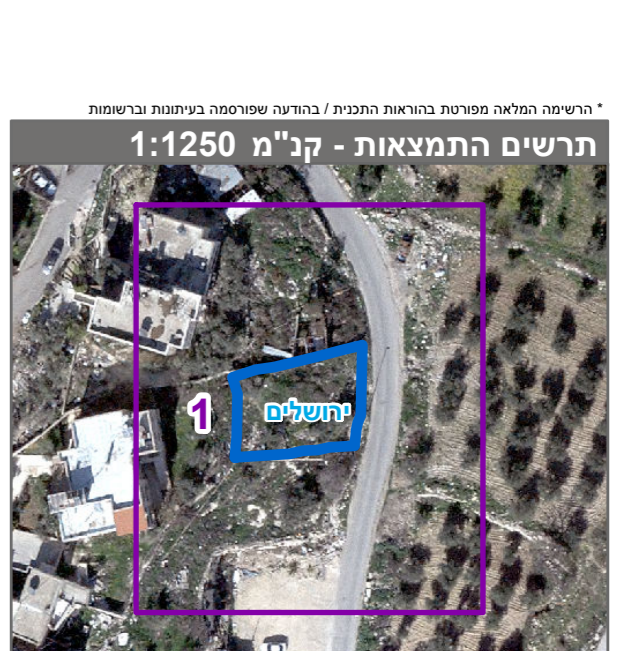 * הרשימה המלאה מפורטת בהוראות התכנית / בהודעה שפורסמה בעיתונות וברשומות
תרשים התמצאות - קנ"מ 1:1250
1
ירושלים